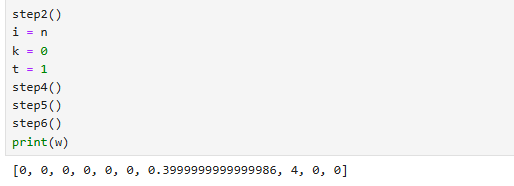 step2()
i = n
k = 0
t = 1
step4()
step5()
step6()
print(w)
[0, 0, 0, 0, 0, 0, 0.3999999999999986, 4, 0, 0]